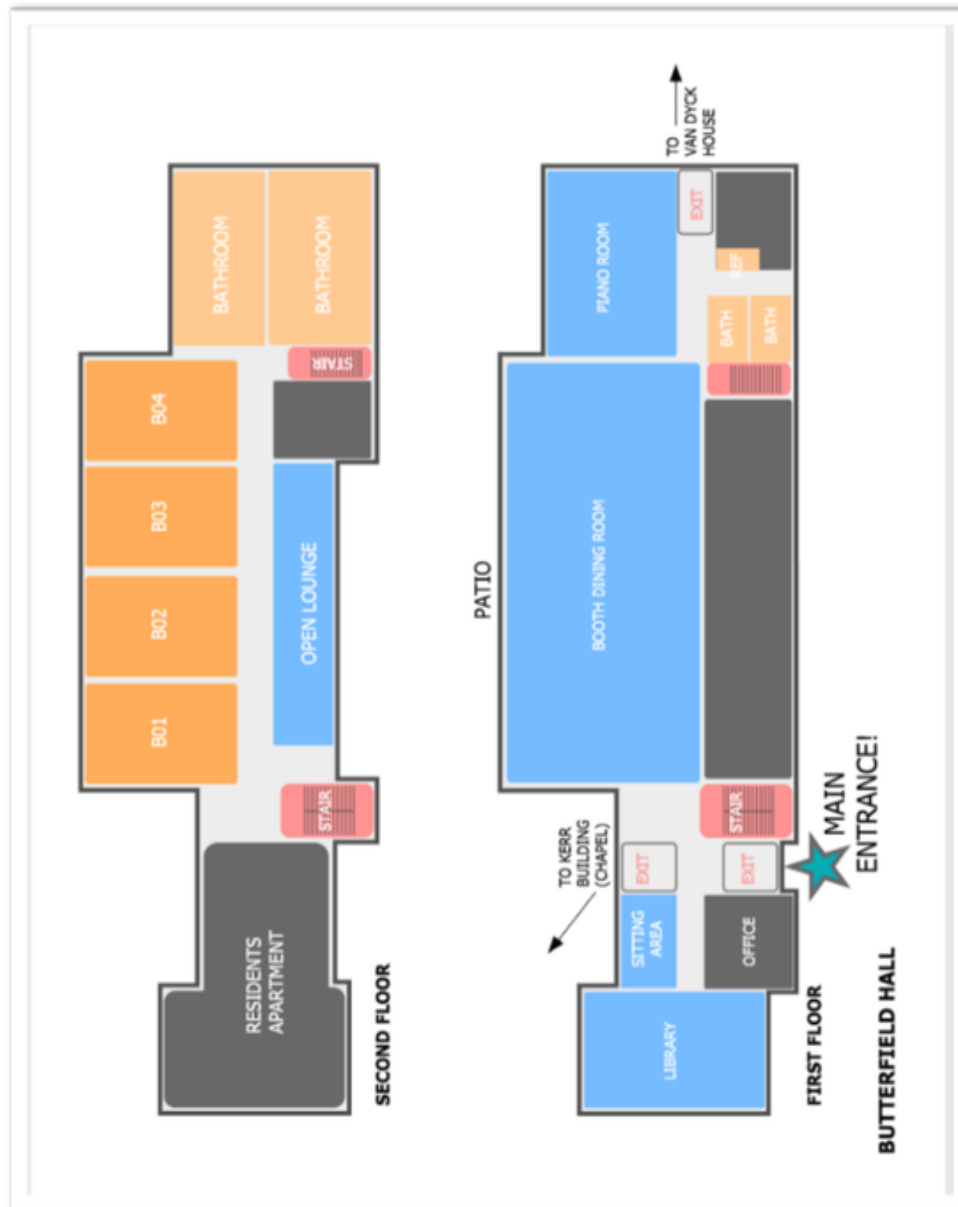 B01
B02
B03
B04
BATHROOM
BATHROOM
RESIDENTS
APARTMENT
STAIR
OPEN LOUNGE
STAIR
SECOND FLOOR
PATIO
TO KERR
BUILDING
(CHAPEL)
TO
VAN DYCK
HOUSE
LIBRARY
SITTING
AREA
EXIT
BOOTH DINING ROOM
PIANO ROOM
EXIT
OFFICE
EXIT
STAIR
BATH
BATH
REF
MAIN
ENTRANCE!
FIRST FLOOR
BUTTERFIELD HALL